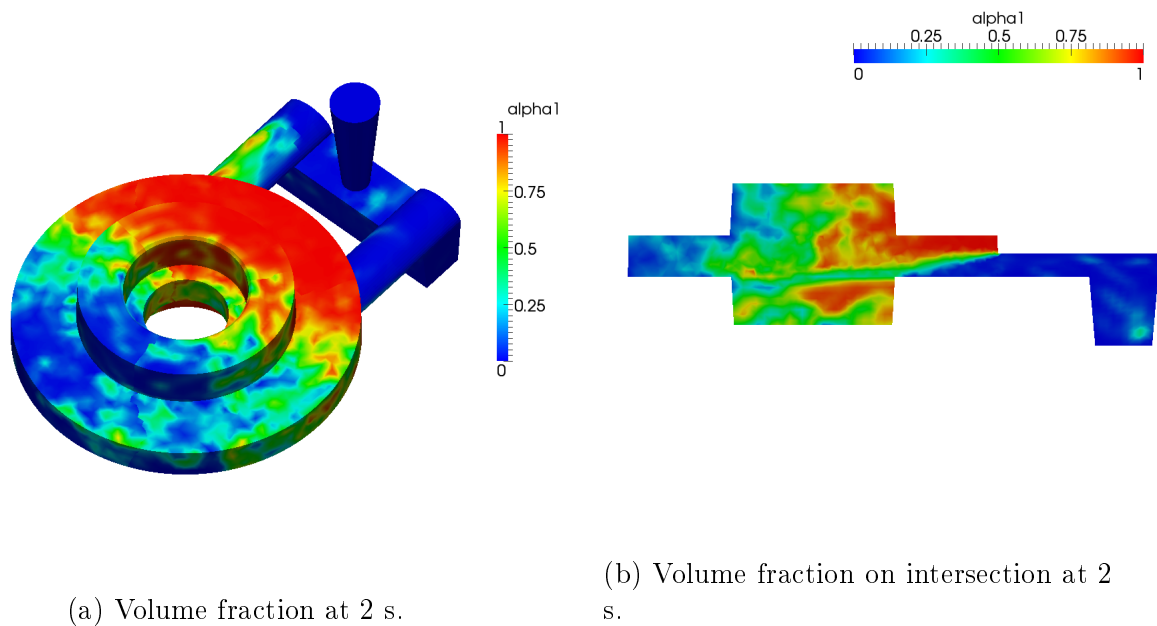 alpha1
0.25 0.5 0.75
0 1
alpha1
1
0.75
0.5
0.25
0
(a) Volume fraction at 2 s.
(b) Volume fraction on intersection at 2
s.